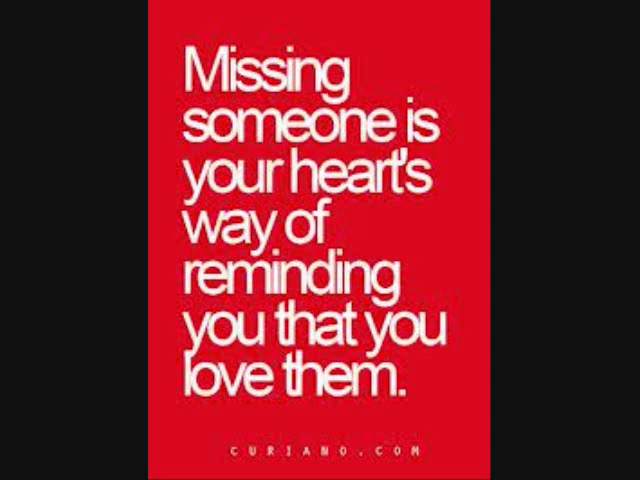 Missing
someone is
your heart's
way of
reminding
you that you
love them.
CURIANO.COM